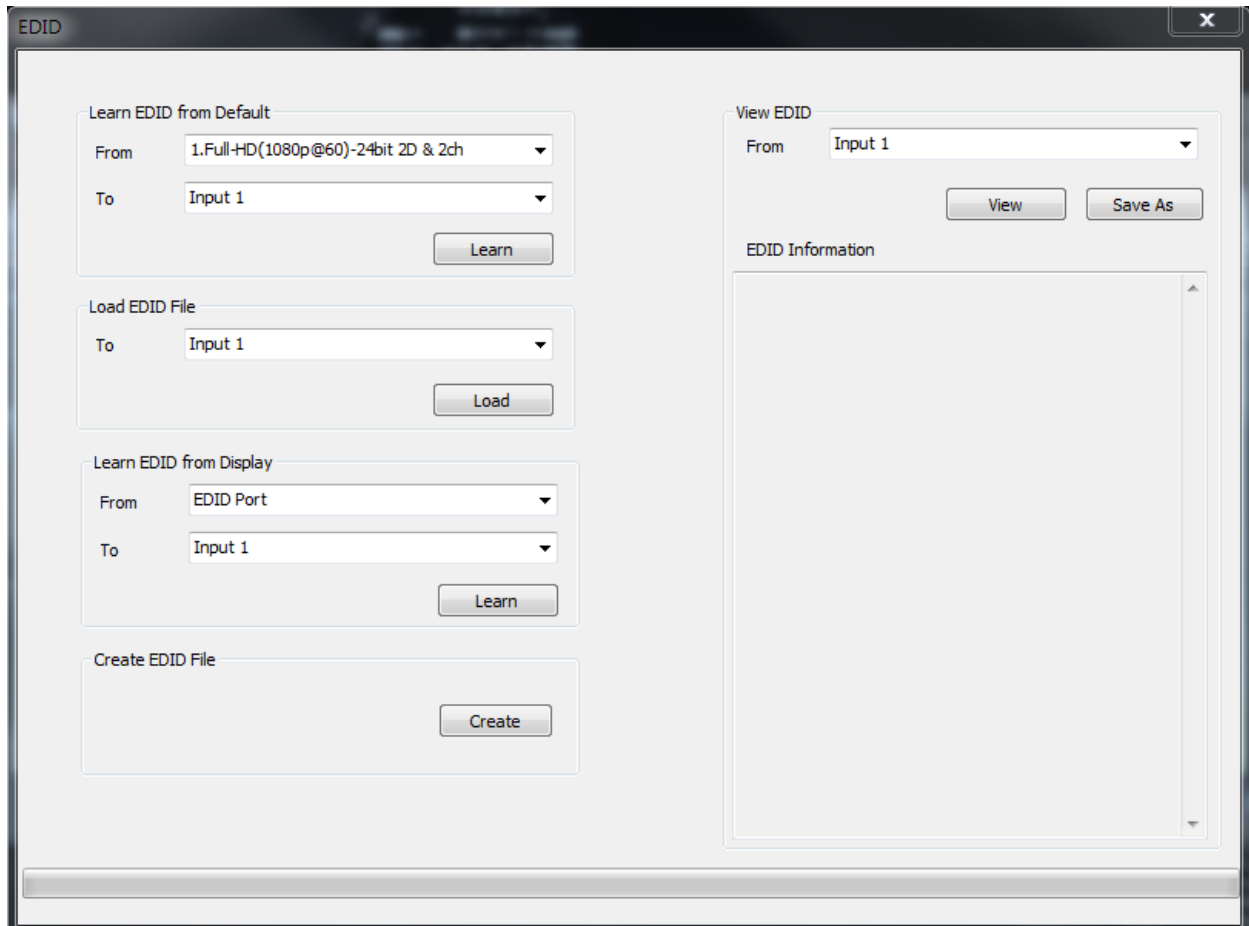 EDID
x
Learn EDID from Default
From 1.Full-HD(1080p@60)-24bit 2D & 2ch
To Input 1
Learn
Load EDID File
To Input 1
Load
Learn EDID from Display
From EDID Port
To Input 1
Learn
Create EDID File
Create
View EDID
From Input 1
View Save As
EDID Information